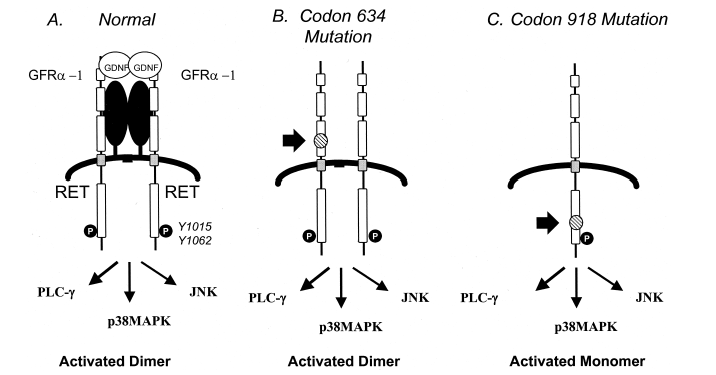 A. Normal
GDNF GDNF
GFRα –1 GFRα –1
RET RET
P P
Y1015
Y1062
PLC-γ JNK
p38MAPK
Activated Dimer
B. Codon 634
Mutation
P P
PLC-γ JNK
p38MAPK
Activated Dimer
C. Codon 918 Mutation
P
PLC-γ JNK
p38MAPK
Activated Monomer